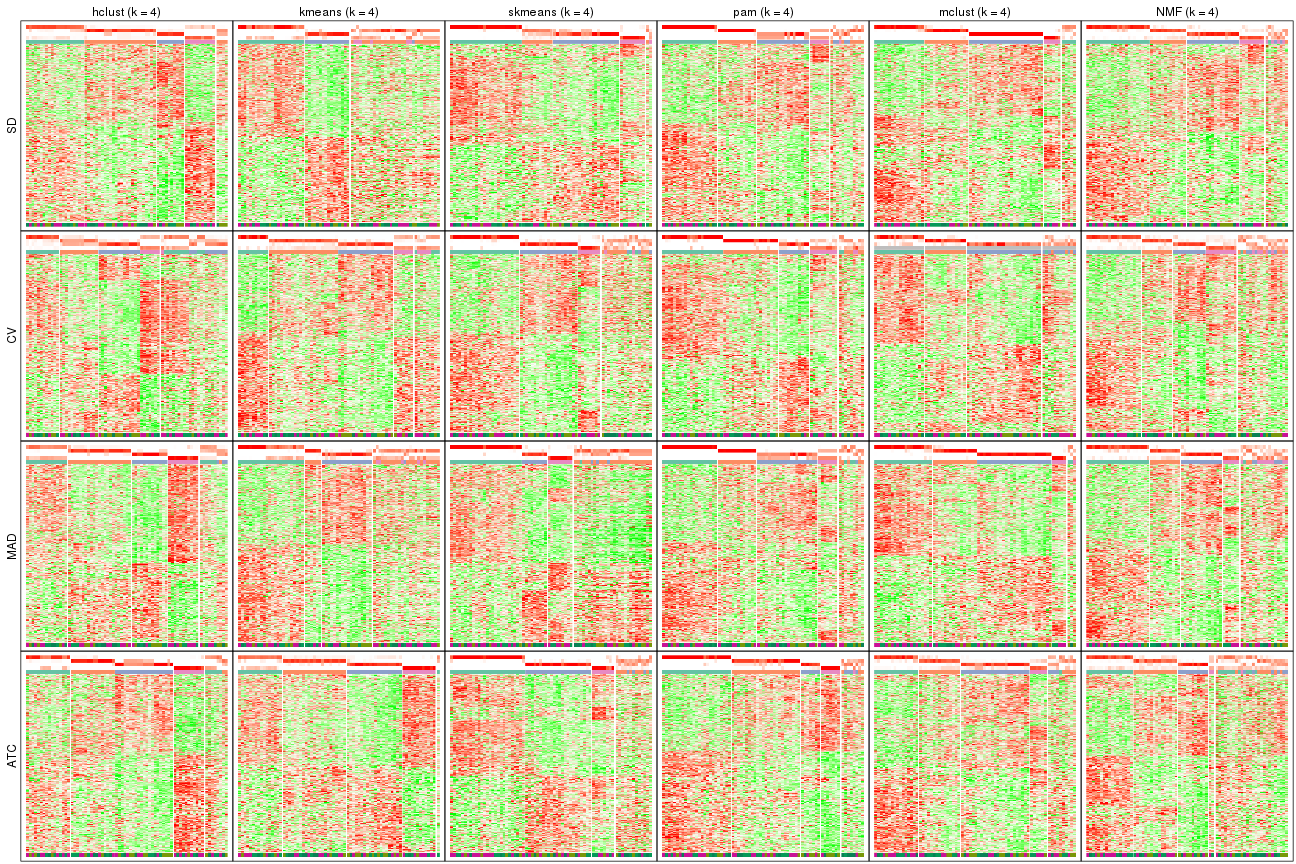 hclust (k = 4) kmeans (k = 4) skmeans (k = 4) pam (k = 4) mclust (k = 4) NMF (k = 4)
SD
CV
MAD
ATC